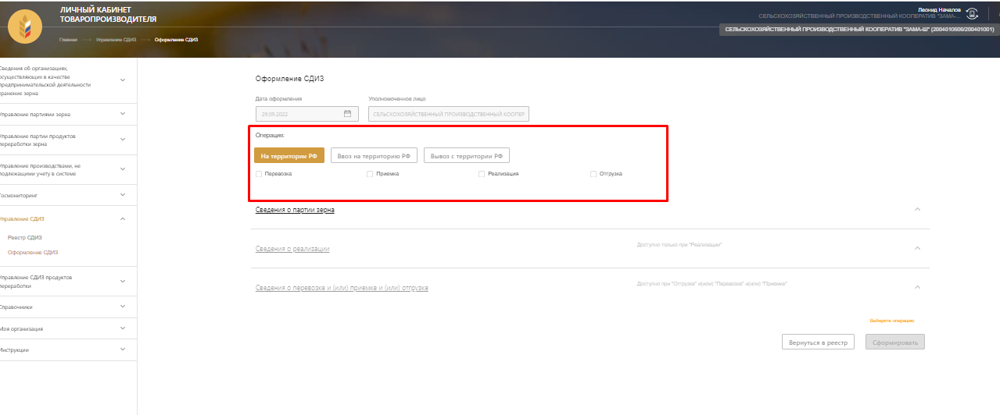 ЛИЧНЫЙ КАБИНЕТ
ТОВАРОПРОИЗВОДИТЕЛЯ
Леонид Началов
СЕЛЬСКОХОЗЯЙСТВЕННЫЙ ПРОИЗВОДСТВЕННЫЙ КООПЕРАТИВ "ЗАМА-...
СЕЛЬСКОХОЗЯЙСТВЕННЫЙ ПРОИЗВОДСТВЕННЫЙ КООПЕРАТИВ "ЗАМА-Ш" (2004010606/200401001)
Главная Управление СДИЗ Оформление СДИЗ
Сведения об организациях,
осуществляющих в качестве
предпринимательской деятельности
хранение зерна
Управление партиями зерна
Управление партии продуктов
переработки зерна
Управление производствами, не
подлежащими учету в системе
Госмониторинг
Управление СДИЗ
Реестр СДИЗ
Оформление СДИЗ
Управление СДИЗ продуктов
переработки
Справочники
Моя организация
Инструкции
Оформление СДИЗ
Дата оформления Уполномоченное лицо
29.09.2022 СЕЛЬСКОХОЗЯЙСТВЕННЫЙ ПРОИЗВОДСТВЕННЫЙ КООПЕР
Операция:
На территории РФ Ввоз на территорию РФ Вывоз с территории РФ
Перевозка Приемка Реализация Отгрузка
Сведения о партии зерна
Сведения о реализации Доступно только при "Реализации"
Сведения о перевозке и (или) приемке и (или) отгрузке Доступно при "Отгрузке" и(или) "Перевозке" и(или) "Приемке"
Выберите операцию
Вернуться в реестр Сформировать